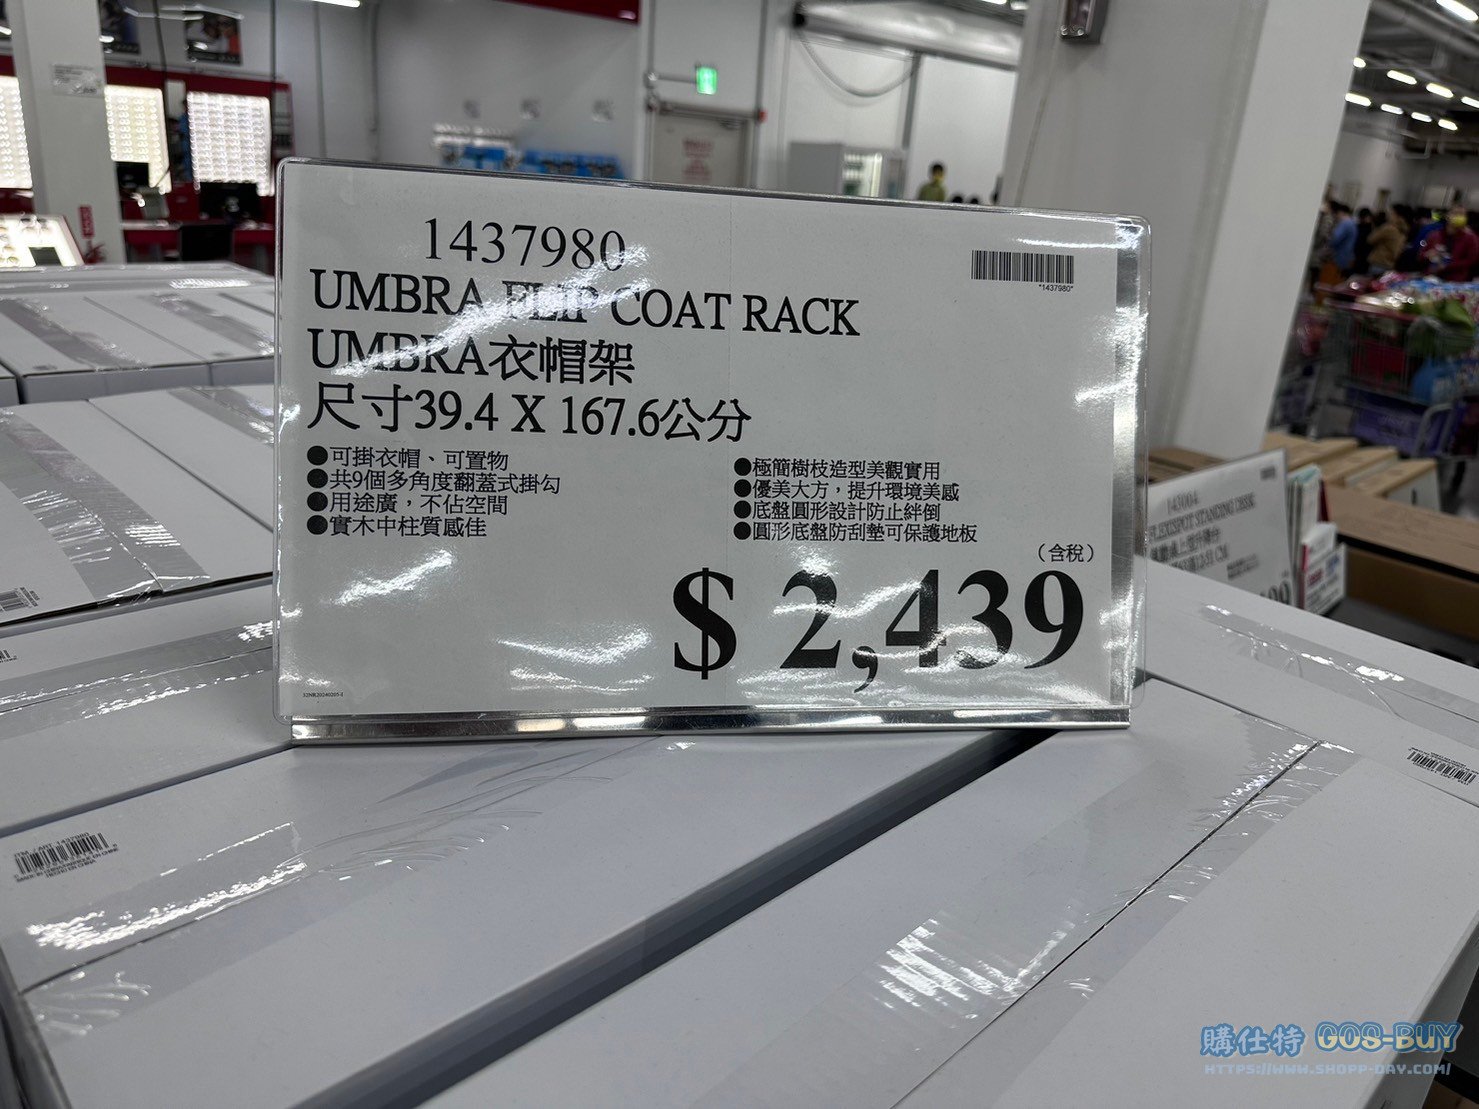 1437980
UMBRA FLIP COAT RACK
UMBRA衣帽架
尺寸39.4 X 167.6公分
●可掛衣帽、可置物
●共9個多角度翻蓋式掛勾
●用途廣，不佔空間
●實木中柱質感佳
*1437980*
●極簡樹枝造型美觀實用
●優美大方，提升環境美感
●底盤圓形設計防止絆倒
●圓形底盤防刮墊可保護地板
(含稅)
$ 2,439
143004
FLEXISPOT STANDING DESK
購仕特 GOS-BUY
HTTPS://WWW.SHOPP-DAY.COM/